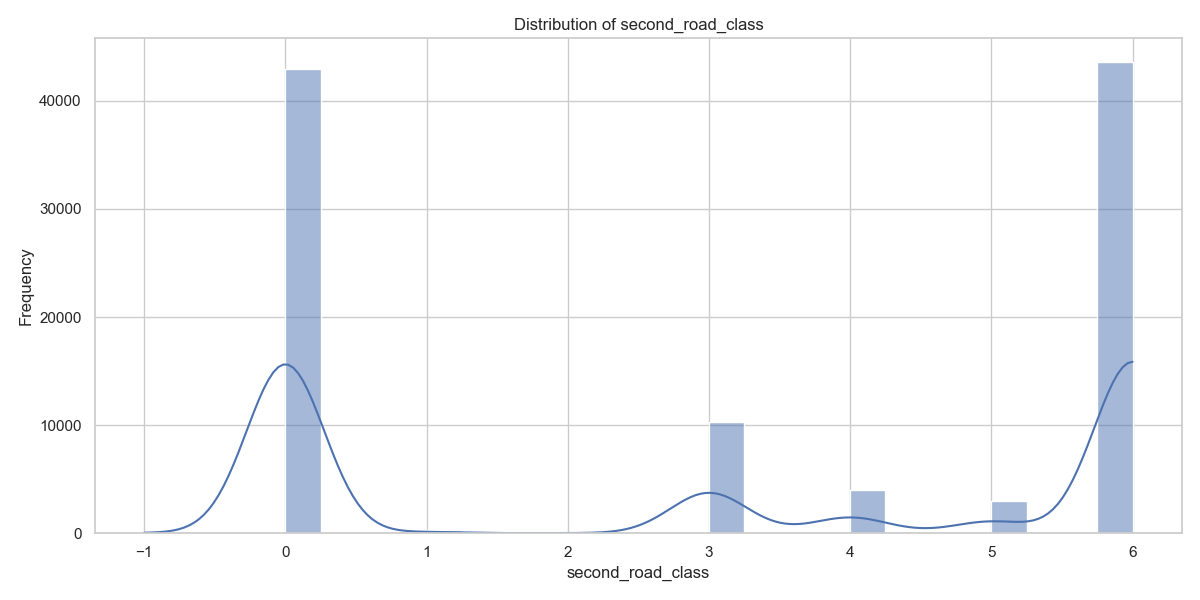 Distribution of second_road_class
Frequency
40000
30000
20000
10000
0
−1 0 1 2 3 4 5 6
second_road_class